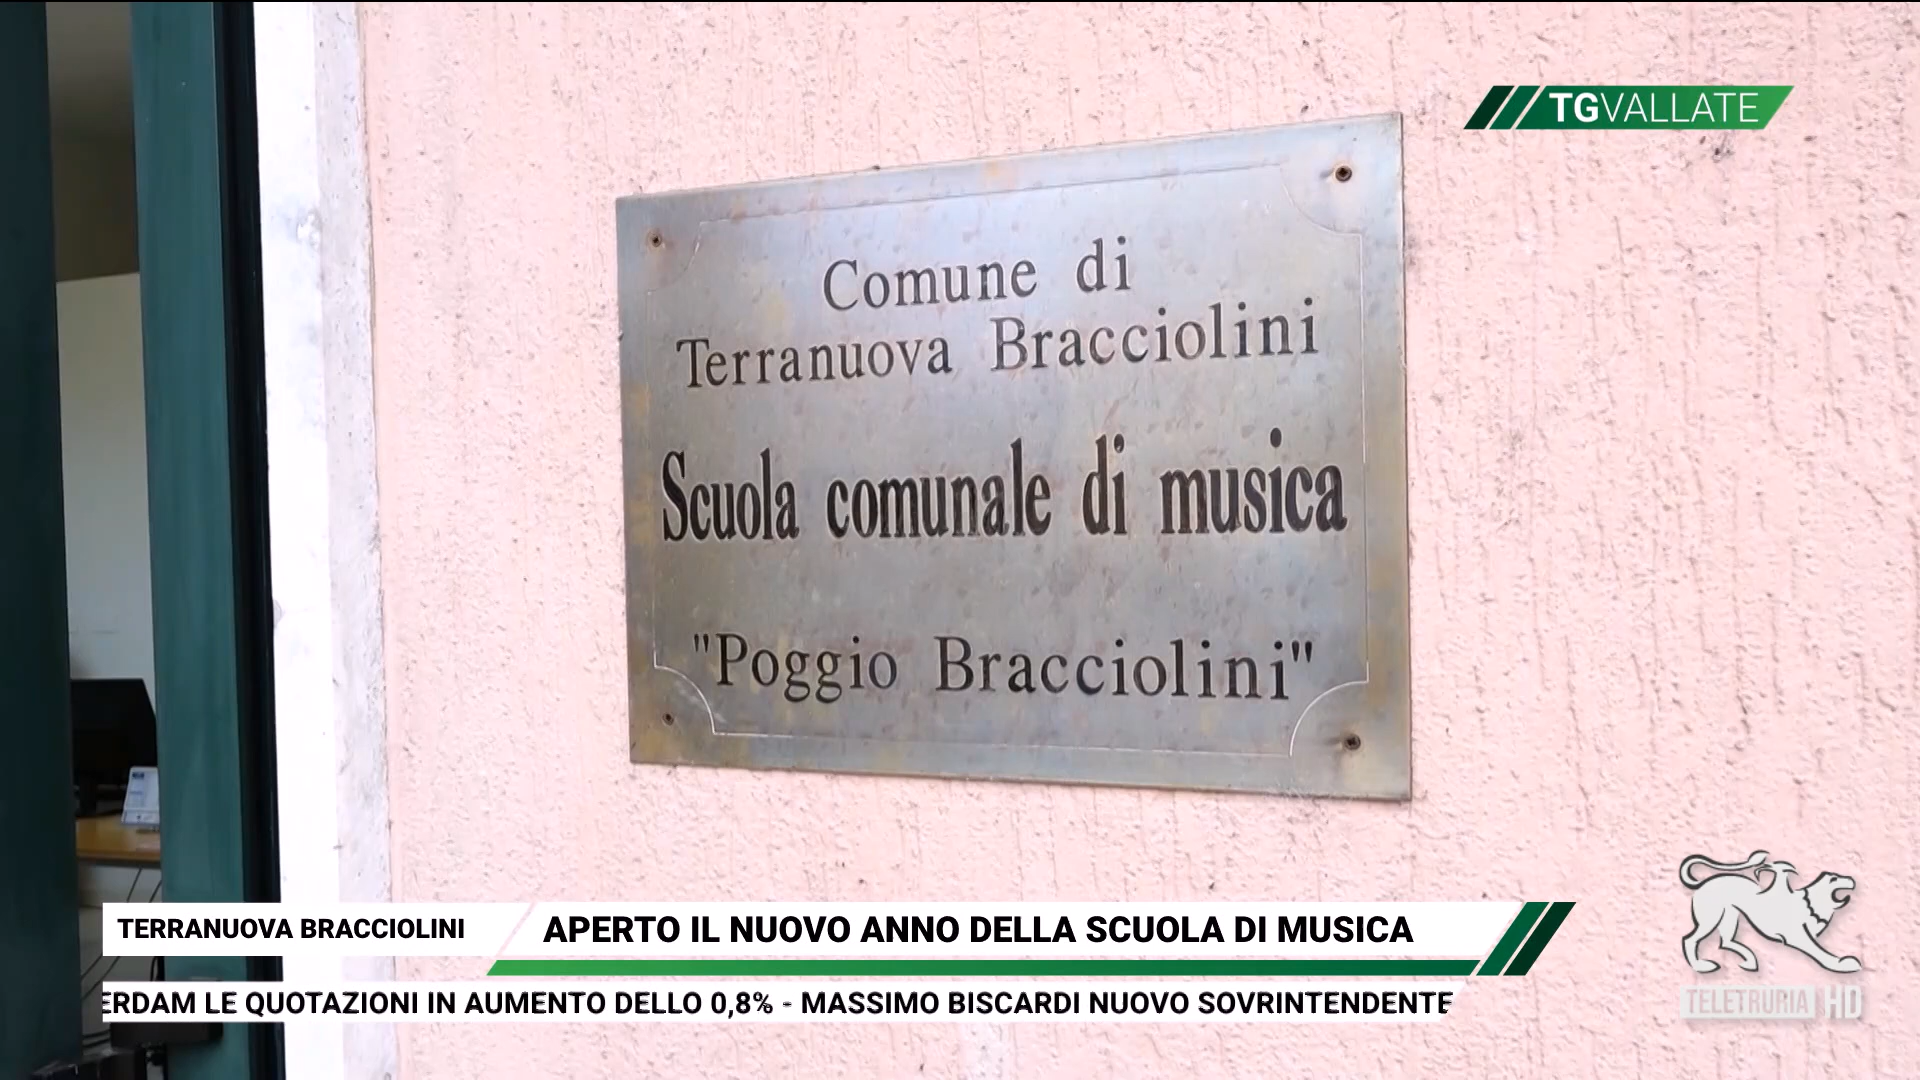 TGVALLATE
Comune di
Terranuova Bracciolini
Scuola comunale di musica
"Poggio Bracciolini"
TERRANUOVA BRACCIOLINI
APERTO IL NUOVO ANNO DELLA SCUOLA DI MUSICA
ERDAM LE QUOTAZIONI IN AUMENTO DELLO 0,8% - MASSIMO BISCARDI NUOVO SOVRINTENDENTE
TELETRURIA HD